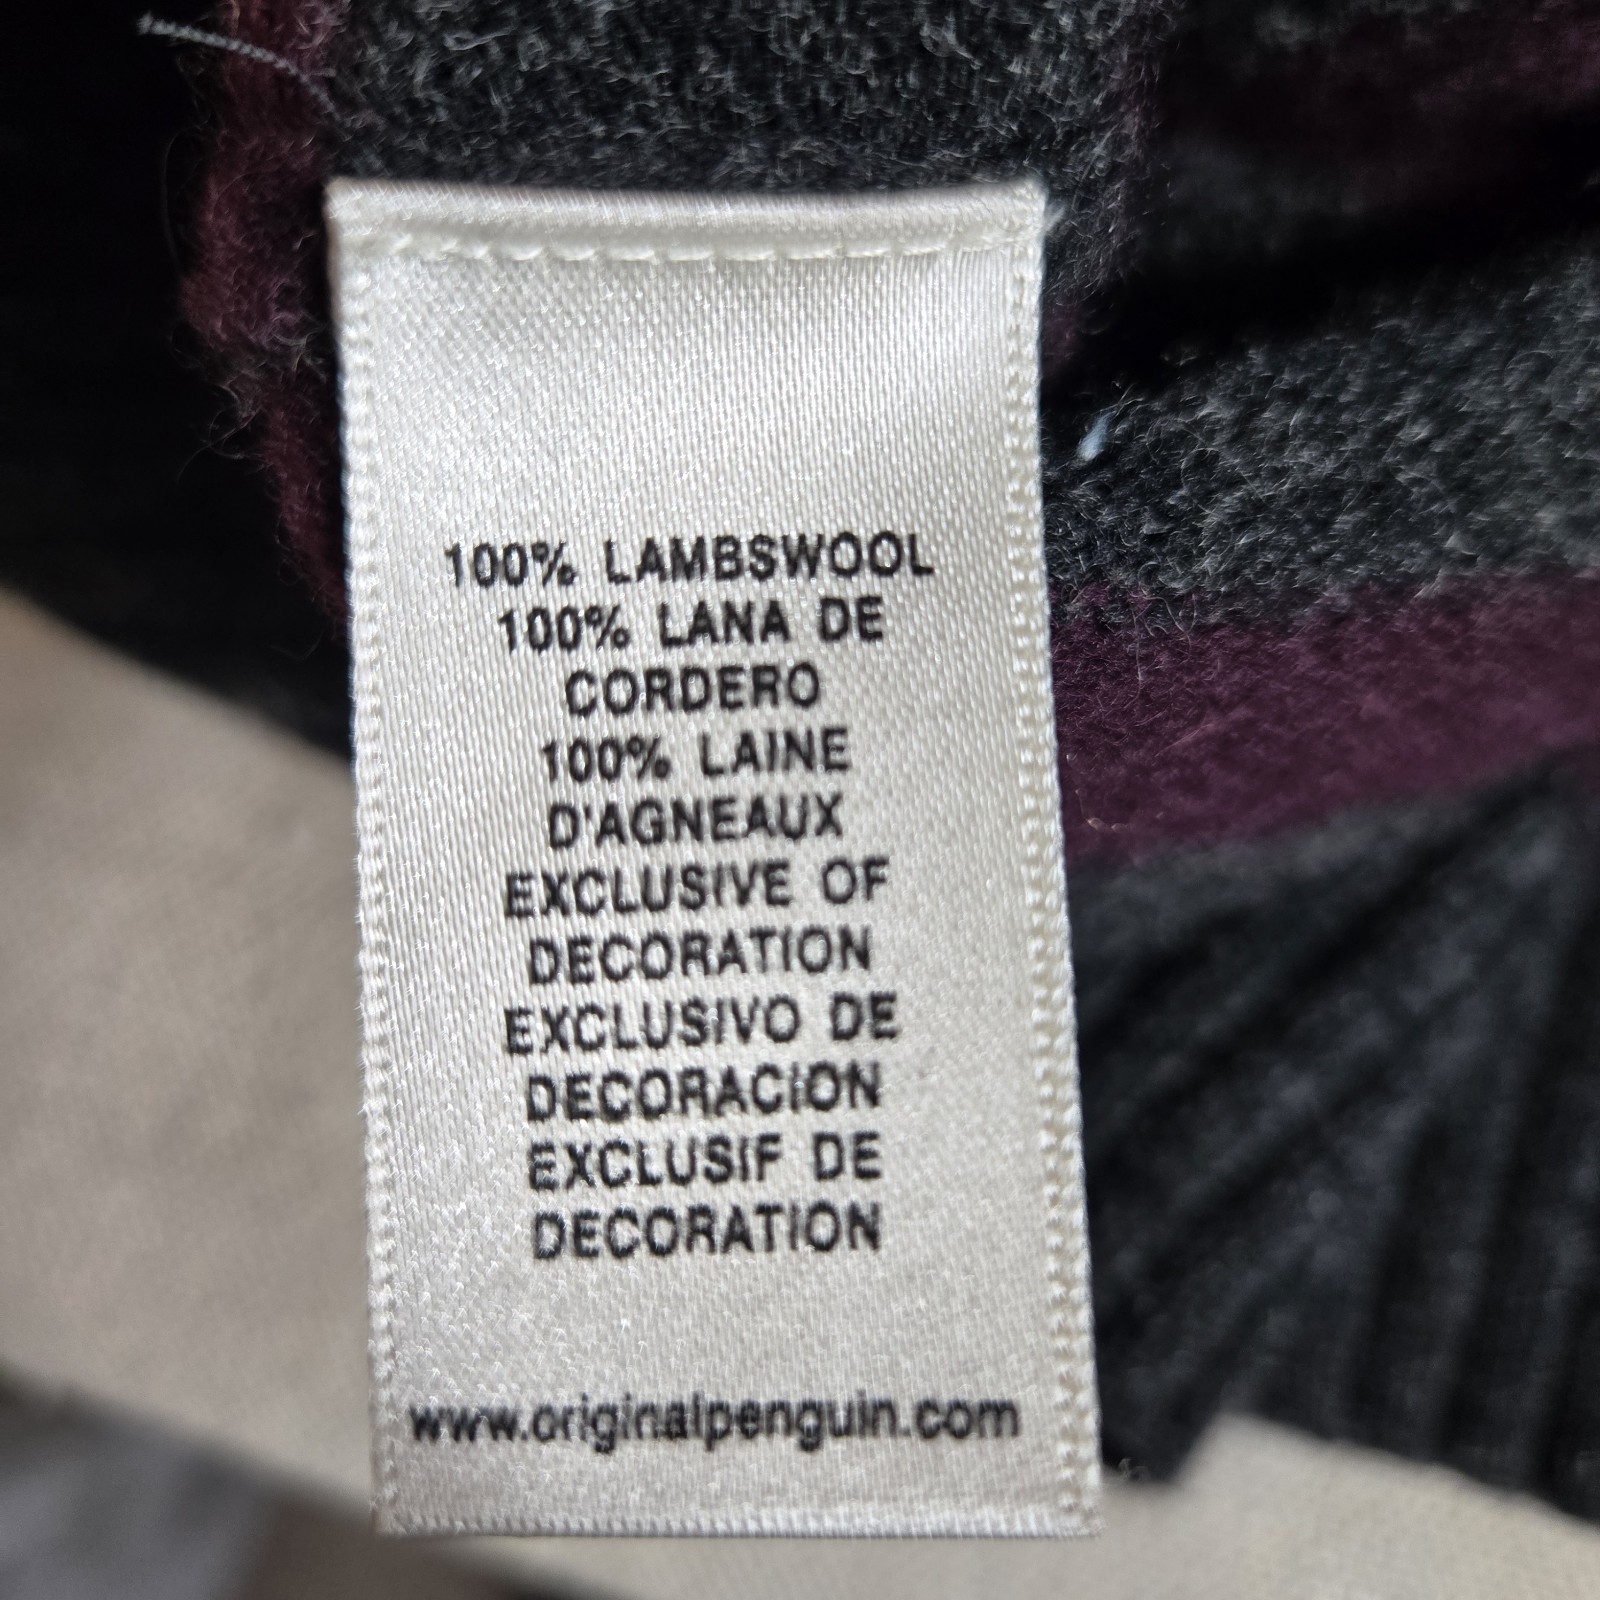 100% LAMBSWOOL
100% LANA DE
CORDERO
100% LAINE
D'AGNEAUX
EXCLUSIVE OF
DECORATION
EXCLUSIVO DE
DECORACION
EXCLUSIF DE
DECORATION
www.originalpenguin.com